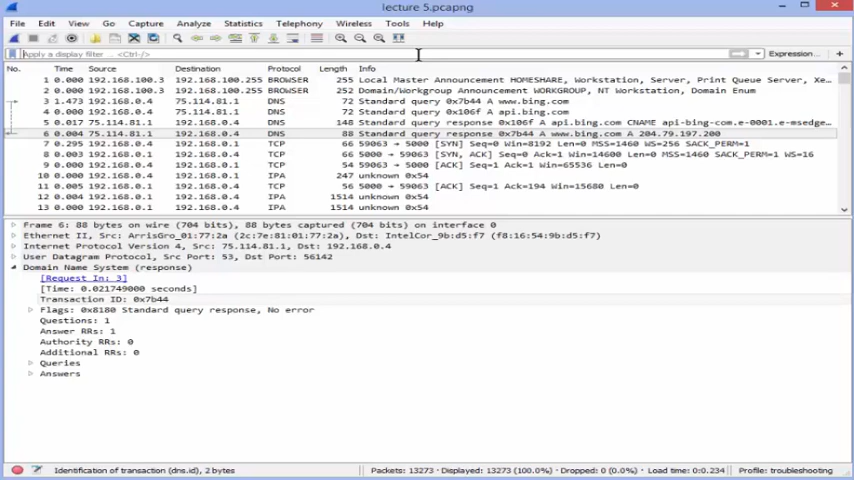 lecture 5.pcapng
File Edit View Go Capture Analyze Statistics Telephony Wireless Tools Help
Apply a display filter ... <Ctrl-/> Expression... +
No. Time Source Destination Protocol Length Info
1 0.000 192.168.100.3 192.168.100.255 BROWSER 255 Local Master Announcement HOMESHARE, Workstation, Server, Print Queue Server, Xe...
2 0.000 192.168.100.3 192.168.100.255 BROWSER 252 Domain/Workgroup Announcement WORKGROUP, NT Workstation, Domain Enum
3 1.473 192.168.0.4 75.114.81.1 DNS 72 Standard query 0x7b44 A www.bing.com
4 0.000 192.168.0.4 75.114.81.1 DNS 72 Standard query 0x106f A api.bing.com
5 0.017 75.114.81.1 192.168.0.4 DNS 148 Standard query response 0x106f A api.bing.com CNAME api-bing-com.e-0001.e-msedge...
6 0.004 75.114.81.1 192.168.0.4 DNS 88 Standard query response 0x7b44 A www.bing.com A 204.79.197.200
7 0.295 192.168.0.4 192.168.0.1 TCP 66 59063 → 5000 [SYN] Seq=0 Win=8192 Len=0 MSS=1460 WS=256 SACK_PERM=1
8 0.003 192.168.0.1 192.168.0.4 TCP 66 5000 → 59063 [SYN, ACK] Seq=0 Ack=1 Win=14600 Len=0 MSS=1460 SACK_PERM=1 WS=16
9 0.000 192.168.0.4 192.168.0.1 TCP 54 59063 → 5000 [ACK] Seq=1 Ack=1 Win=65536 Len=0
10 0.000 192.168.0.4 192.168.0.1 IPA 247 unknown 0x54
11 0.005 192.168.0.1 192.168.0.4 TCP 56 5000 → 59063 [ACK] Seq=1 Ack=194 Win=15680 Len=0
12 0.004 192.168.0.1 192.168.0.4 IPA 1514 unknown 0x54
13 0.000 192.168.0.1 192.168.0.4 IPA 1514 unknown 0x54
Frame 6: 88 bytes on wire (704 bits), 88 bytes captured (704 bits) on interface 0
Ethernet II, Src: ArrisGro_01:77:2a (2c:7e:81:01:77:2a), Dst: IntelCor_9b:d5:f7 (f8:16:54:9b:d5:f7)
Internet Protocol Version 4, Src: 75.114.81.1, Dst: 192.168.0.4
User Datagram Protocol, Src Port: 53, Dst Port: 56142
Domain Name System (response)
[Request In: 3]
[Time: 0.021749000 seconds]
Transaction ID: 0x7b44
Flags: 0x8180 Standard query response, No error
Questions: 1
Answer RRs: 1
Authority RRs: 0
Additional RRs: 0
Queries
Answers
Identification of transaction (dns.id), 2 bytes Packets: 13273 · Displayed: 13273 (100.0%) · Dropped: 0 (0.0%) · Load time: 0:0.234 Profile: troubleshooting